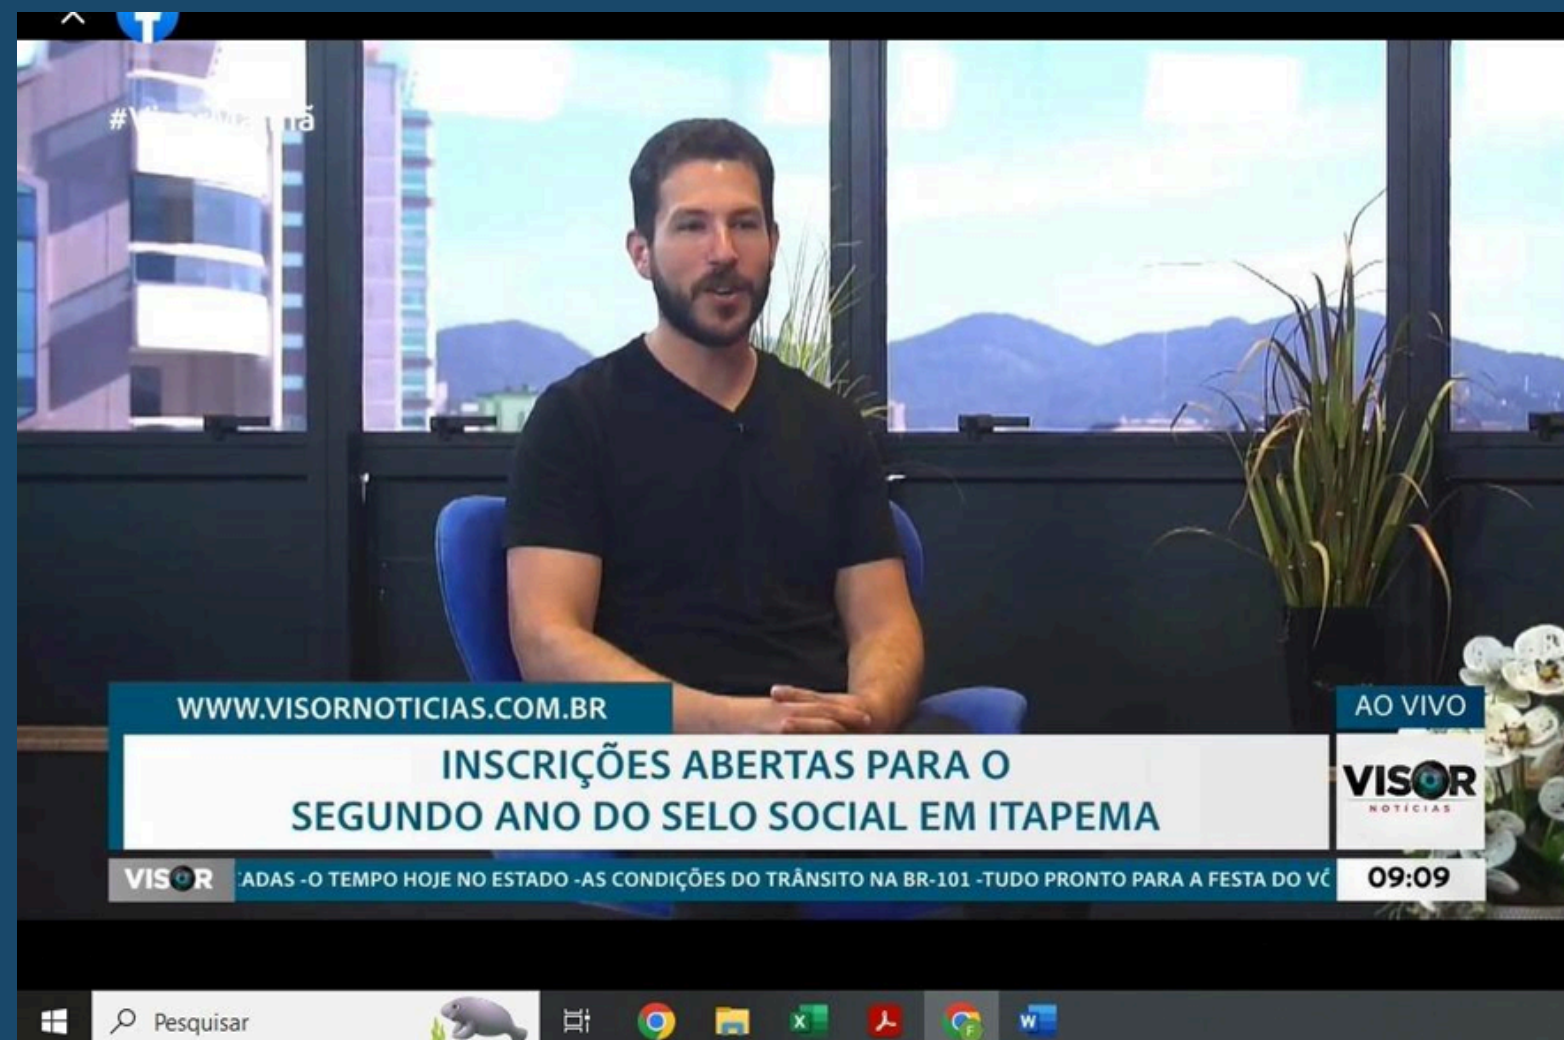 WWW.VISORNOTICIAS.COM.BR
AO VIVO
INSCRIÇÕES ABERTAS PARA O
SEGUNDO ANO DO SELO SOCIAL EM ITAPEMA
VISOR
NOTÍCIAS
VISOR
-O TEMPO HOJE NO ESTADO -AS CONDIÇÕES DO TRÂNSITO NA BR-101 -TUDO PRONTO PARA A FESTA DO
09:09
Pesquisar